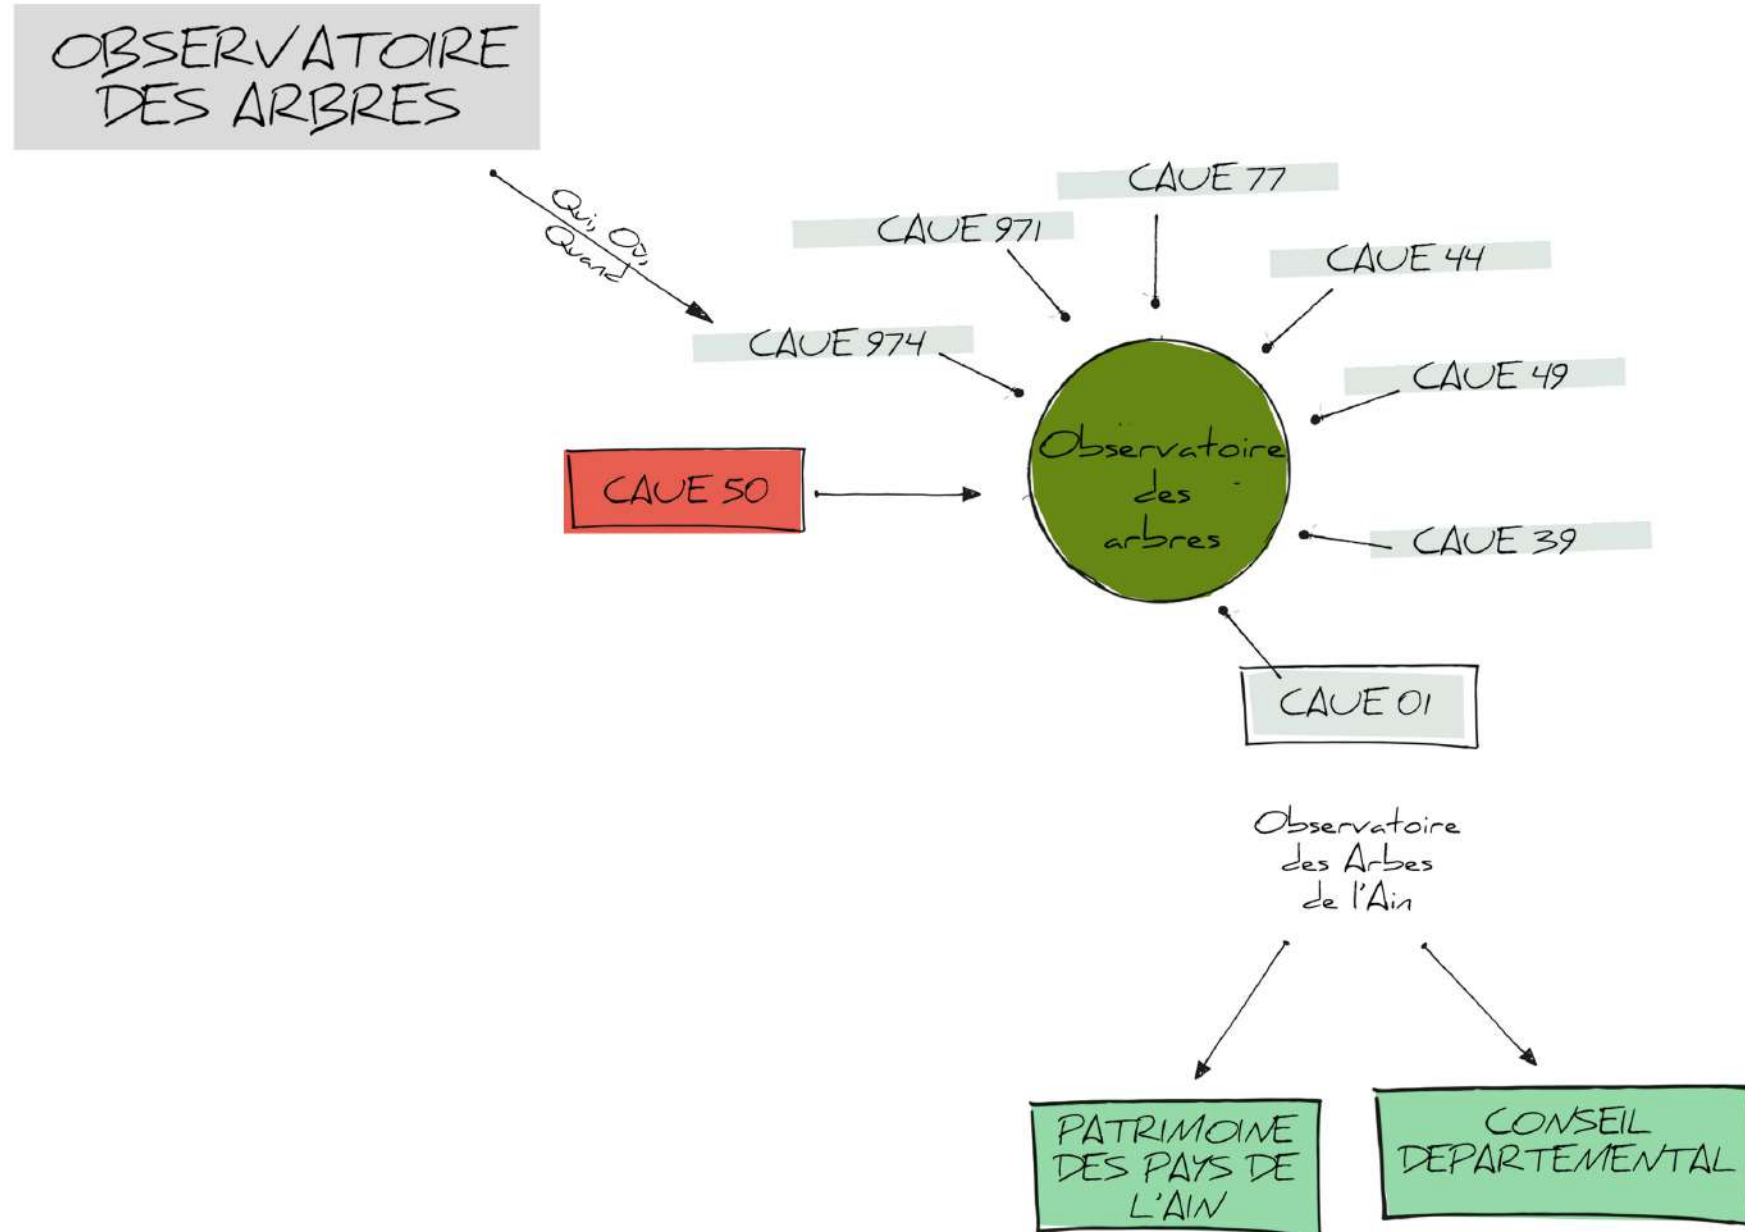 OBSERVATOIRE
DES ARBRES
Qui, Où,
Quand
CAUE 77
CAUE 971
CAUE 44
CAUE 974
CAUE 49
Observatoire
des
arbres
CAUE 50
CAUE 39
CAUE 01
Observatoire
des Arbes
de l'Ain
PATRIMOINE
DES PAYS DE
L'AIN
CONSEIL
DEPARTEMENTAL